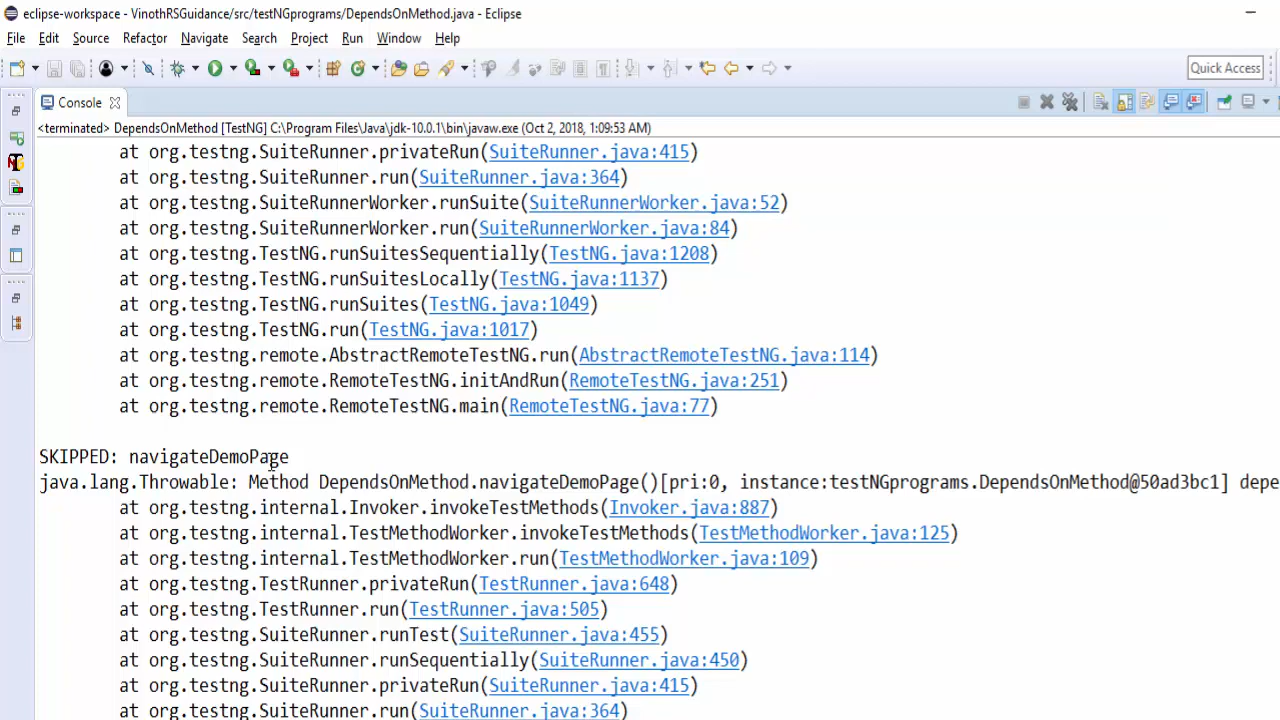 eclipse-workspace - VinothRSGuidance/src/testNGprograms/DependsOnMethod.java - Eclipse
File Edit Source Refactor Navigate Search Project Run Window Help
Quick Access
Console
<terminated> DependsOnMethod [TestNG] C:\Program Files\Java\jdk-10.0.1\bin\javaw.exe (Oct 2, 2018, 1:09:53 AM)
at org.testng.SuiteRunner.privateRun(SuiteRunner.java:415)
at org.testng.SuiteRunner.run(SuiteRunner.java:364)
at org.testng.SuiteRunnerWorker.runSuite(SuiteRunnerWorker.java:52)
at org.testng.SuiteRunnerWorker.run(SuiteRunnerWorker.java:84)
at org.testng.TestNG.runSuitesSequentially(TestNG.java:1208)
at org.testng.TestNG.runSuitesLocally(TestNG.java:1137)
at org.testng.TestNG.runSuites(TestNG.java:1049)
at org.testng.TestNG.run(TestNG.java:1017)
at org.testng.remote.AbstractRemoteTestNG.run(AbstractRemoteTestNG.java:114)
at org.testng.remote.RemoteTestNG.initAndRun(RemoteTestNG.java:251)
at org.testng.remote.RemoteTestNG.main(RemoteTestNG.java:77)
SKIPPED: navigateDemoPage
java.lang.Throwable: Method DependsOnMethod.navigateDemoPage()[pri:0, instance:testNGprograms.DependsOnMethod@50ad3bc1] depe
at org.testng.internal.Invoker.invokeTestMethods(Invoker.java:887)
at org.testng.internal.TestMethodWorker.invokeTestMethods(TestMethodWorker.java:125)
at org.testng.internal.TestMethodWorker.run(TestMethodWorker.java:109)
at org.testng.TestRunner.privateRun(TestRunner.java:648)
at org.testng.TestRunner.run(TestRunner.java:505)
at org.testng.SuiteRunner.runTest(SuiteRunner.java:455)
at org.testng.SuiteRunner.runSequentially(SuiteRunner.java:450)
at org.testng.SuiteRunner.privateRun(SuiteRunner.java:415)
at org.testng.SuiteRunner.run(SuiteRunner.java:364)